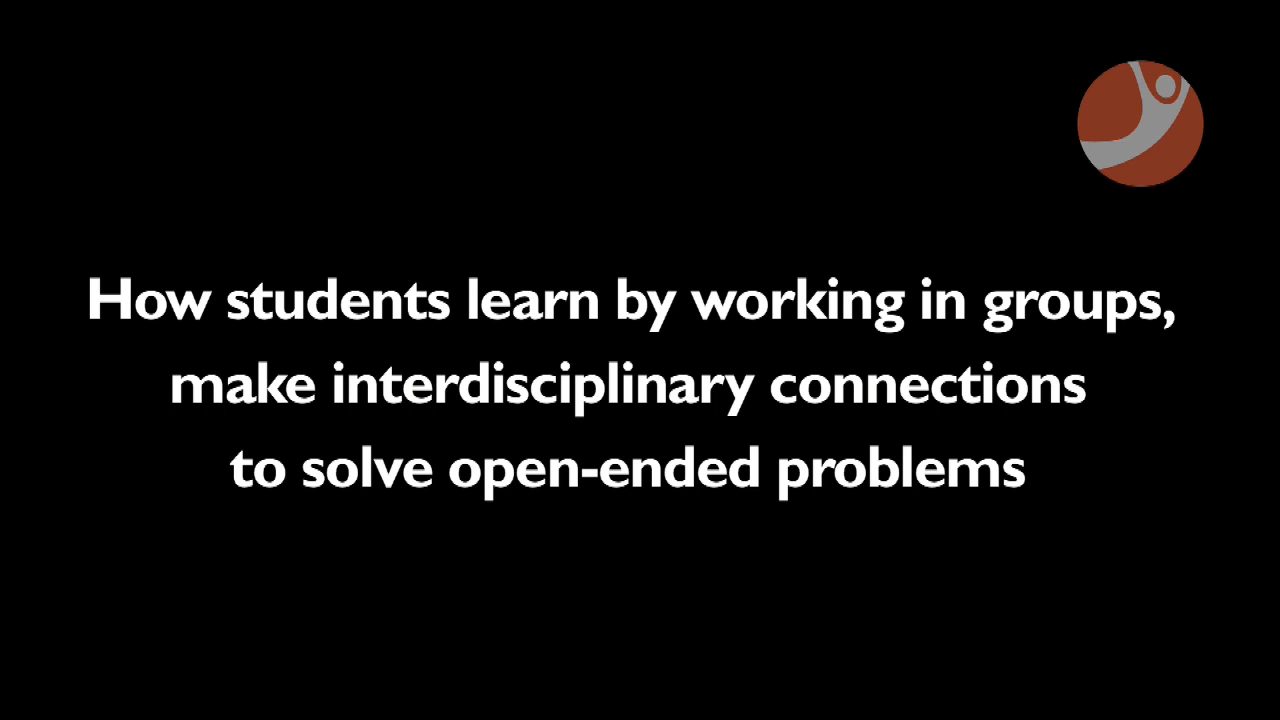 How students learn by working in groups,
make interdisciplinary connections
to solve open-ended problems